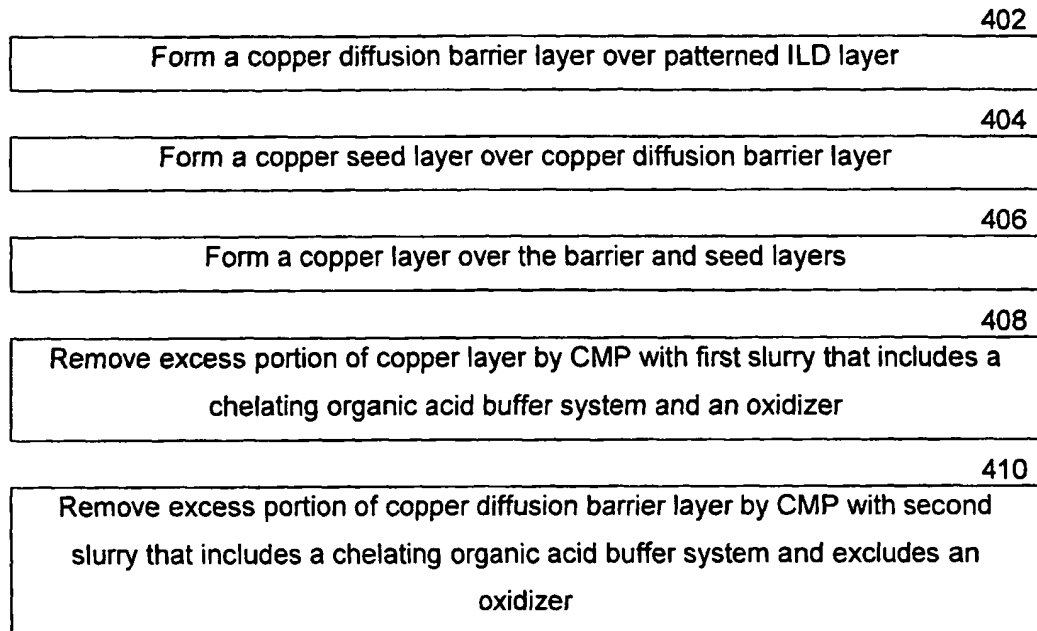 402
Form a copper diffusion barrier layer over patterned ILD layer
404
Form a copper seed layer over copper diffusion barrier layer
406
Form a copper layer over the barrier and seed layers
408
Remove excess portion of copper layer by CMP with first slurry that includes a
chelating organic acid buffer system and an oxidizer
410
Remove excess portion of copper diffusion barrier layer by CMP with second
slurry that includes a chelating organic acid buffer system and excludes an
oxidizer